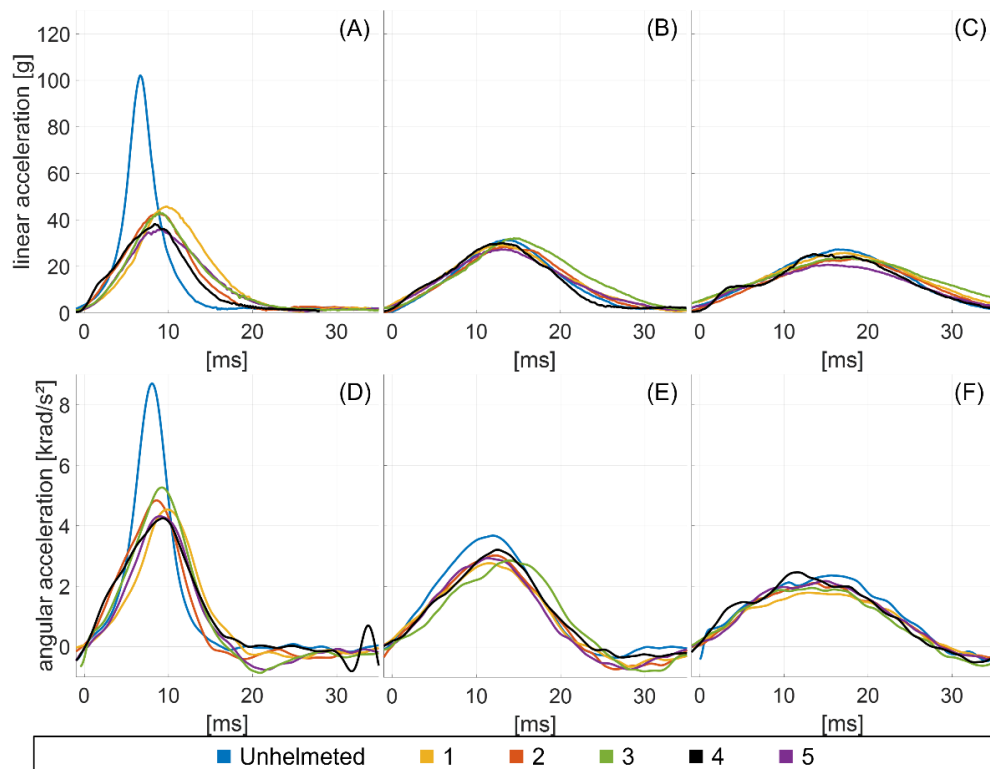 (A) (B) (C)
linear acceleration [g]
120
100
80
60
40
20
0
0 10 20 30 0 10 20 30 0 10 20 30
[ms] [ms] [ms]
(D) (E) (F)
angular acceleration [krad/s²]
8
6
4
2
0
0 10 20 30 0 10 20 30 0 10 20 30
[ms] [ms] [ms]
Unhelmeted 1 2 3 4 5